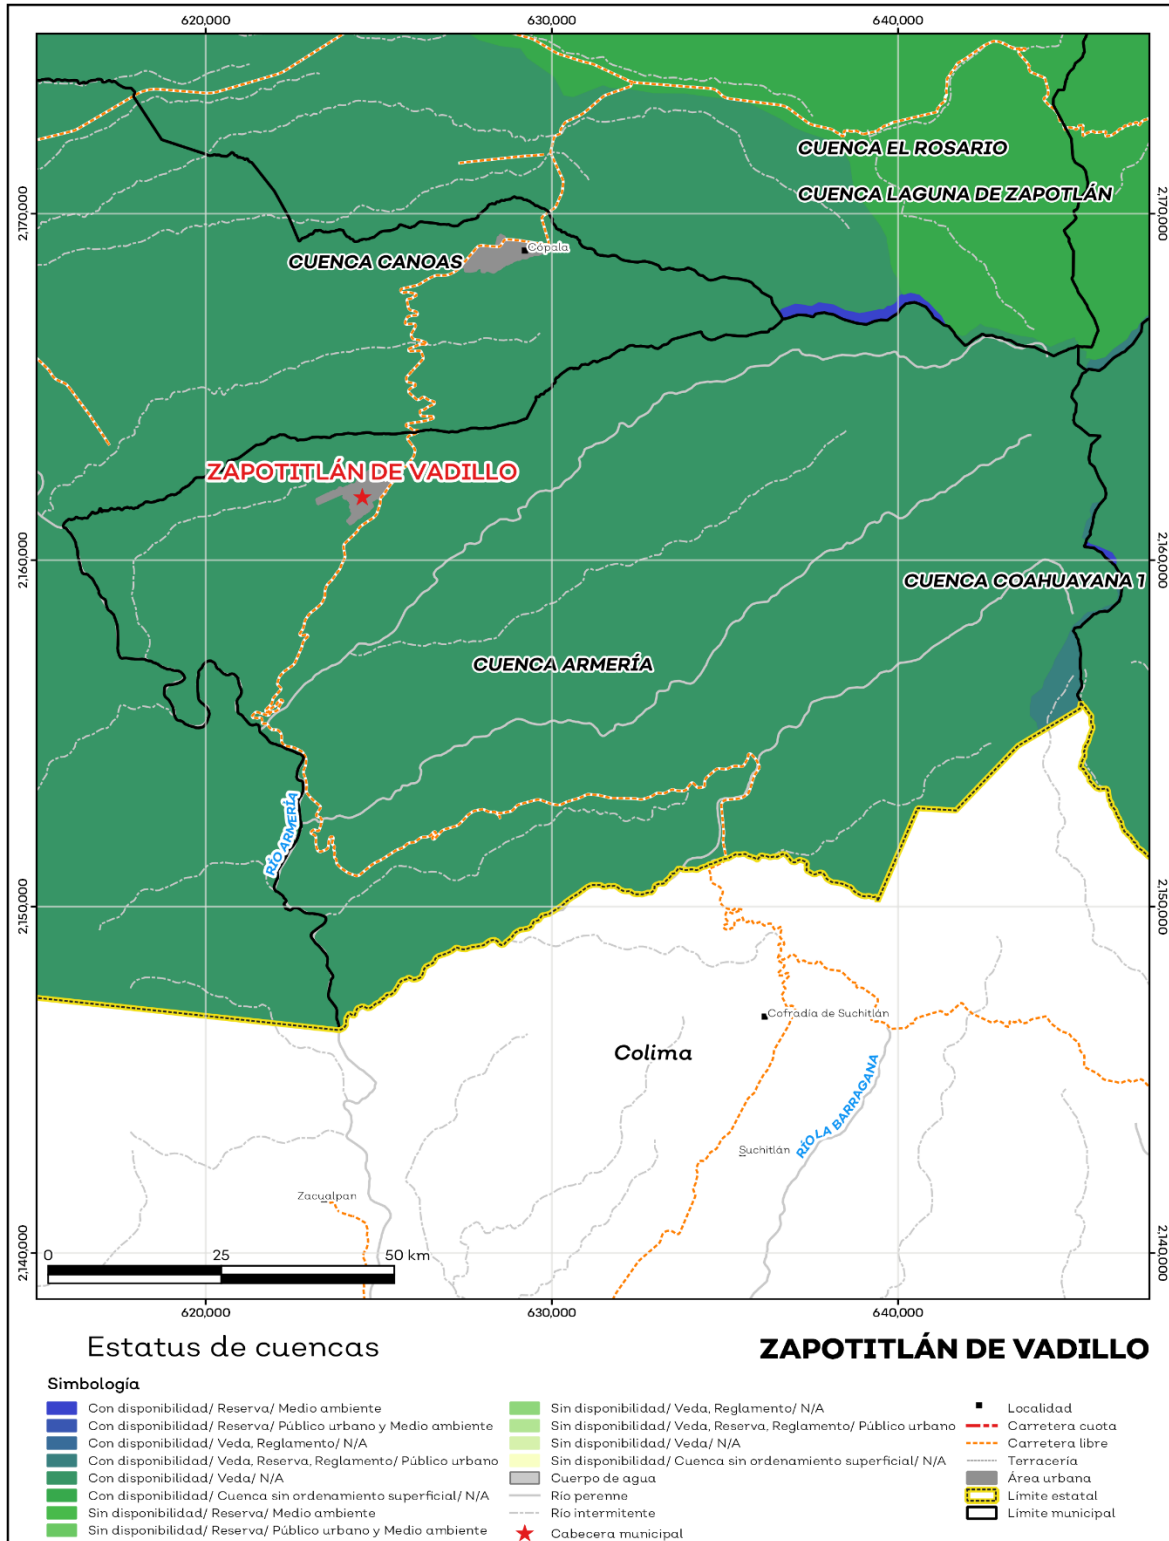 620,000
630,000
640,000
CUENCA EL ROSARIO
CUENCA LAGUNA DE ZAPOTLÁN
2,170,000
2,170,000
Cópala
CUENCA CANOAS
ZAPOTITLÁN DE VADILLO
2,160,000
2,160,000
CUENCA COAHUAYANA 1
CUENCA ARMERÍA
RÍO ARMERÍA
2,150,000
2,150,000
Cofradía de Suchitlán
Colima
RÍO LA BARRAGANA
Suchitlán
Zacualpan
2,140,000
2,140,000
0
25
50 km
620,000
630,000
640,000
Estatus de cuencas
ZAPOTITLÁN DE VADILLO
Simbología
Con disponibilidad/ Reserva/ Medio ambiente
Con disponibilidad/ Reserva/ Público urbano y Medio ambiente
Con disponibilidad/ Veda, Reglamento/ N/A
Con disponibilidad/ Veda, Reserva, Reglamento/ Público urbano
Con disponibilidad/ Veda/ N/A
Con disponibilidad/ Cuenca sin ordenamiento superficial/ N/A
Sin disponibilidad/ Reserva/ Medio ambiente
Sin disponibilidad/ Reserva/ Público urbano y Medio ambiente
Sin disponibilidad/ Veda, Reglamento/ N/A
Sin disponibilidad/ Veda, Reserva, Reglamento/ Público urbano
Sin disponibilidad/ Veda/ N/A
Sin disponibilidad/ Cuenca sin ordenamiento superficial/ N/A
Cuerpo de agua
Río perenne
Río intermitente
Cabecera municipal
Localidad
Carretera cuota
Carretera libre
Terracería
Área urbana
Límite estatal
Límite municipal